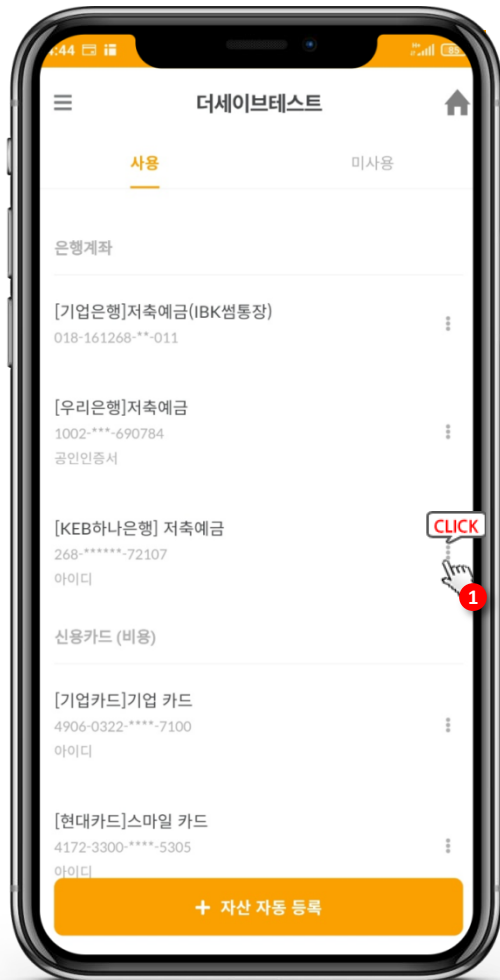 :44
더세이브테스트
사용
미사용
은행계좌
[기업은행]저축예금(IBK썸통장)
018-161268-**-011
[우리은행]저축예금
1002-***-690784
공인인증서
[KEB하나은행] 저축예금
CLICK
268-******-72107
아이디
1
신용카드 (비용)
[기업카드]기업 카드
4906-0322-****-7100
아이디
[현대카드]스마일 카드
4172-3300-****-5305
아이디
+ 자산 자동 등록